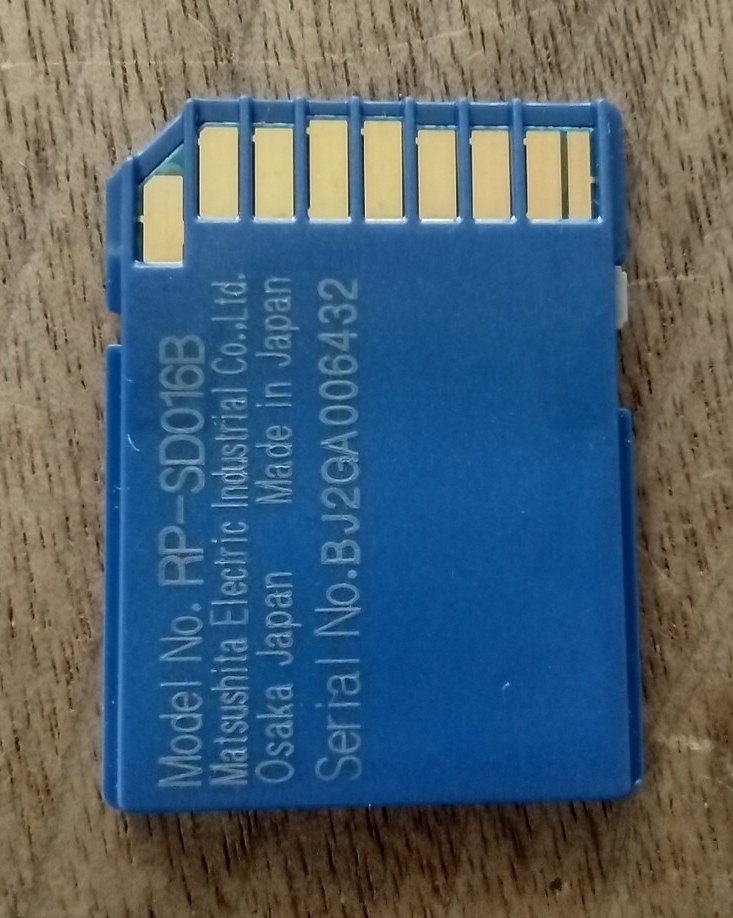 Model No. RP-SD016B
Matsushita Electric Industrial Co.,Ltd.
Osaka Japan Made in Japan
Serial No.BJ2GA006432